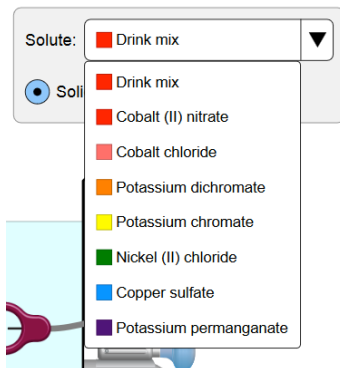 Solute: Drink mix
Soli
Drink mix
Cobalt (II) nitrate
Cobalt chloride
Potassium dichromate
Potassium chromate
Nickel (II) chloride
Copper sulfate
Potassium permanganate